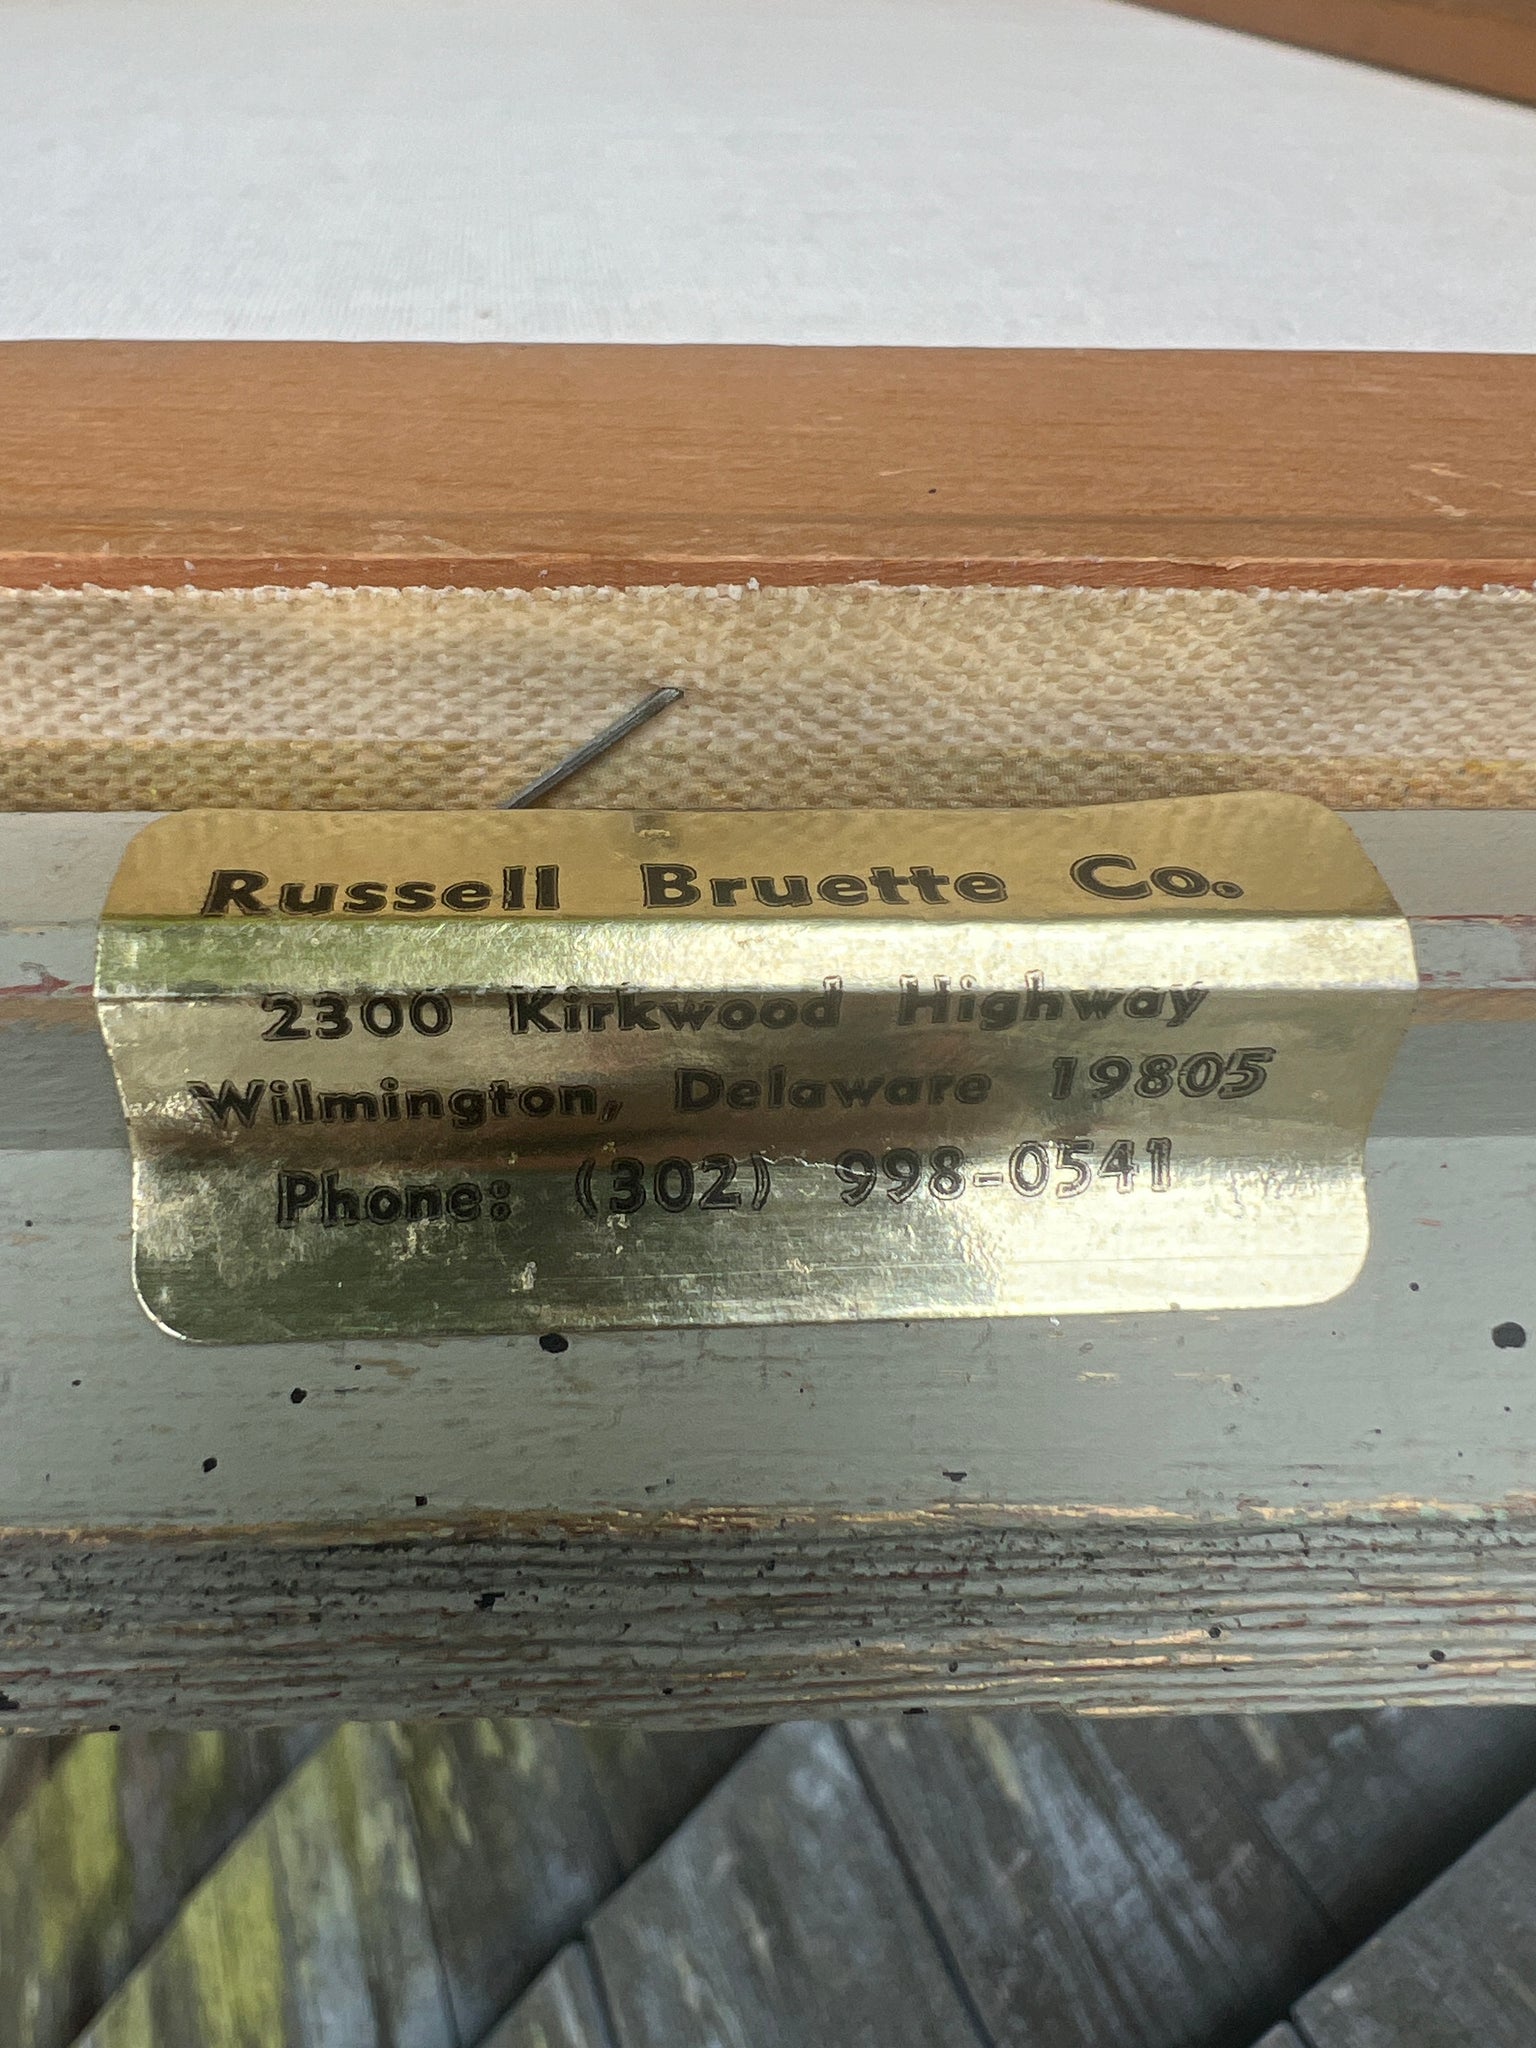 Russell Bruette Co.
2300 Kirkwood Highway
Wilmington, Delaware 19805
Phone: (302) 998-0541